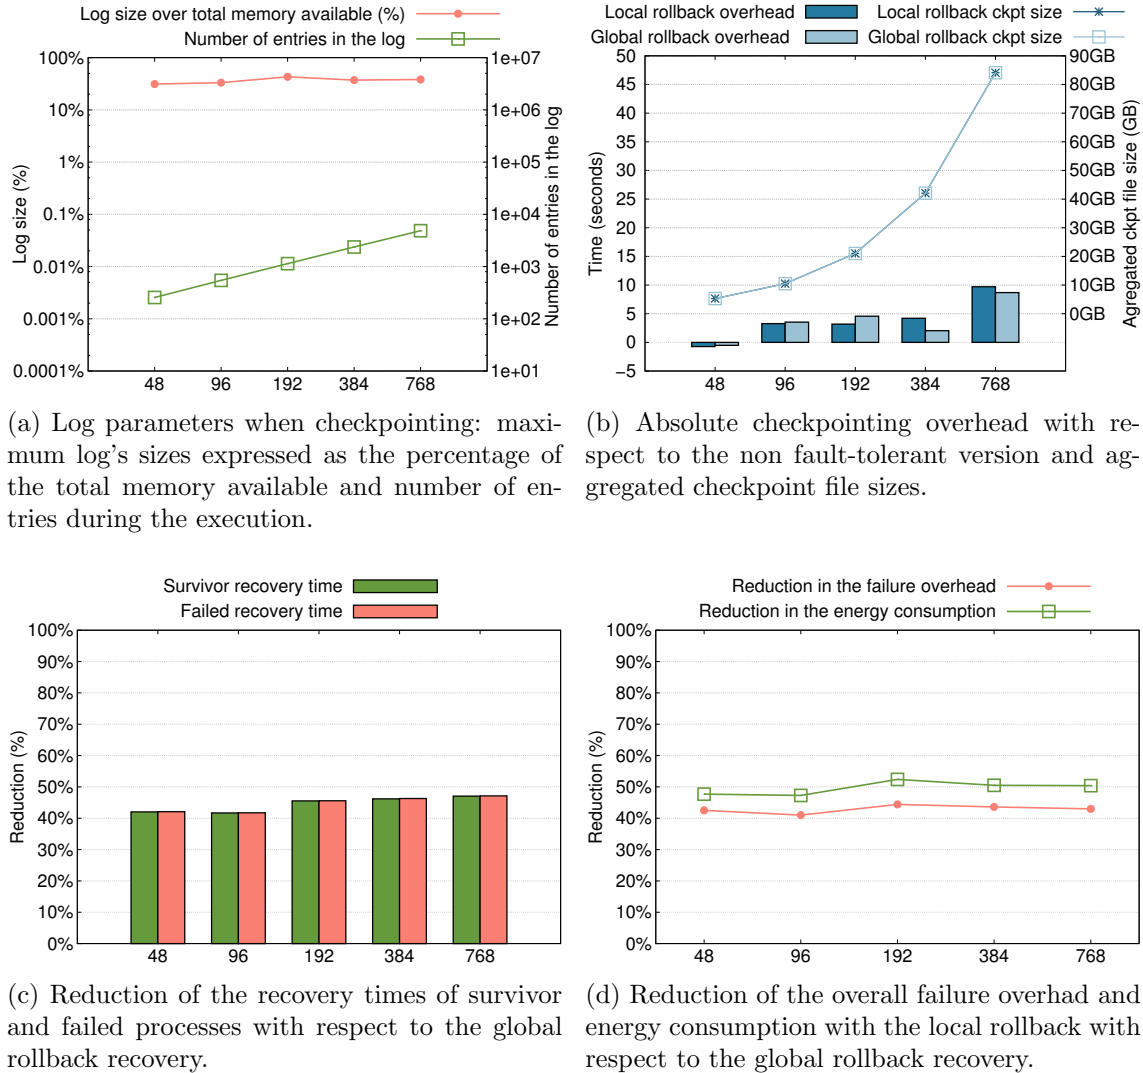 Log size over total memory available (%)
Number of entries in the log
100%
10%
1%
0.1%
0.01%
0.001%
0.0001%
Log size (%)
1e+07
1e+06
1e+05
1e+04
1e+03
1e+02
1e+01
Number of entries in the log
48 96 192 384 768
(a) Log parameters when checkpointing: maxi-
mum log's sizes expressed as the percentage of
the total memory available and number of en-
tries during the execution.
Local rollback overhead Local rollback ckpt size
Global rollback overhead Global rollback ckpt size
50
45
40
35
30
25
20
15
10
5
0
−5
Time (seconds)
90GB
80GB
70GB
60GB
50GB
40GB
30GB
20GB
10GB
0GB
Agregated ckpt file size (GB)
48 96 192 384 768
(b) Absolute checkpointing overhead with re-
spect to the non fault-tolerant version and ag-
gregated checkpoint file sizes.
Survivor recovery time
Failed recovery time
100%
90%
80%
70%
60%
50%
40%
30%
20%
10%
0%
Reduction (%)
48 96 192 384 768
(c) Reduction of the recovery times of survivor
and failed processes with respect to the global
rollback recovery.
Reduction in the failure overhead
Reduction in the energy consumption
100%
90%
80%
70%
60%
50%
40%
30%
20%
10%
0%
Reduction (%)
48 96 192 384 768
(d) Reduction of the overall failure overhad and
energy consumption with the local rollback with
respect to the global rollback recovery.